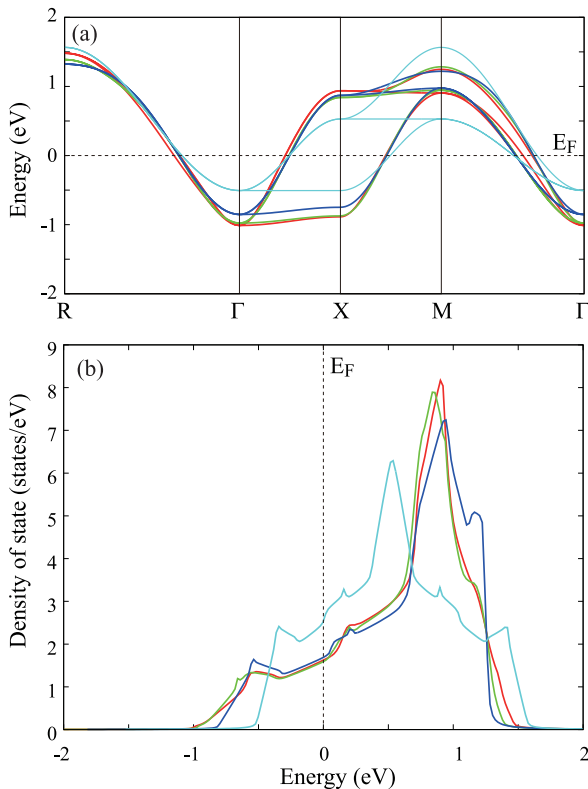 (a)
2
1
0
-1
-2
Energy (eV)
E_F
R Γ X M Γ
(b)
9
8
7
6
5
4
3
2
1
0
Density of state (states/eV)
E_F
-2 -1 0 1 2
Energy (eV)